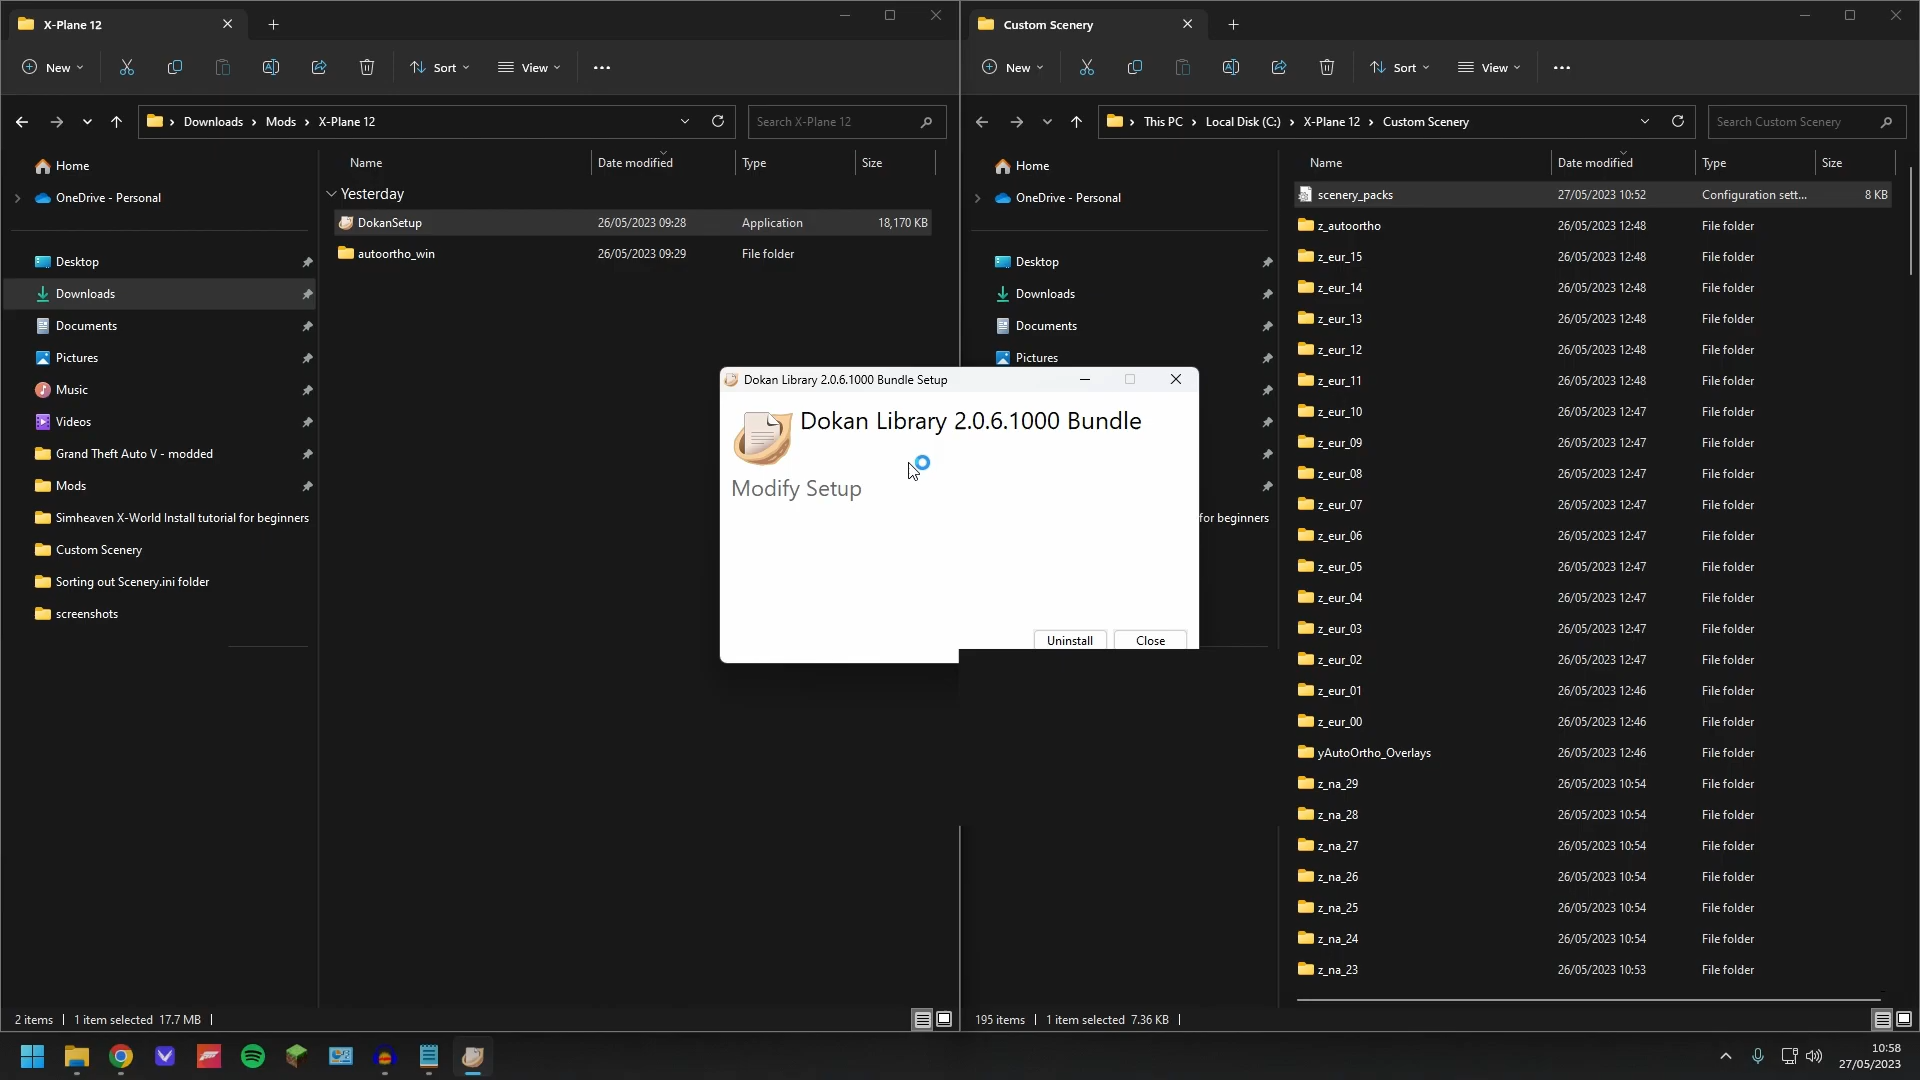 X-Plane 12
New
Sort
View
Downloads
Mods
X-Plane 12
Search X-Plane 12
Home
OneDrive - Personal
Desktop
Downloads
Documents
Pictures
Music
Videos
Grand Theft Auto V - modded
Mods
Simheaven X-World Install tutorial for beginners
Custom Scenery
Sorting out Scenery.ini folder
screenshots
Name Date modified Type Size
Yesterday
DokanSetup 26/05/2023 09:28 Application 18,170 KB
autoortho_win 26/05/2023 09:29 File folder
2 items 1 item selected 17.7 MB
Dokan Library 2.0.6.1000 Bundle Setup
Dokan Library 2.0.6.1000 Bundle
Modify Setup
Uninstall
Close
Custom Scenery
New
Sort
View
This PC
Local Disk (C:)
X-Plane 12
Custom Scenery
Search Custom Scenery
Home
OneDrive - Personal
Desktop
Downloads
Documents
Pictures
for beginners
Name Date modified Type Size
scenery_packs 27/05/2023 10:52 Configuration sett... 8 KB
z_autoortho 26/05/2023 12:48 File folder
z_eur_15 26/05/2023 12:48 File folder
z_eur_14 26/05/2023 12:48 File folder
z_eur_13 26/05/2023 12:48 File folder
z_eur_12 26/05/2023 12:48 File folder
z_eur_11 26/05/2023 12:48 File folder
z_eur_10 26/05/2023 12:47 File folder
z_eur_09 26/05/2023 12:47 File folder
z_eur_08 26/05/2023 12:47 File folder
z_eur_07 26/05/2023 12:47 File folder
z_eur_06 26/05/2023 12:47 File folder
z_eur_05 26/05/2023 12:47 File folder
z_eur_04 26/05/2023 12:47 File folder
z_eur_03 26/05/2023 12:47 File folder
z_eur_02 26/05/2023 12:47 File folder
z_eur_01 26/05/2023 12:46 File folder
z_eur_00 26/05/2023 12:46 File folder
yAutoOrtho_Overlays 26/05/2023 12:46 File folder
z_na_29 26/05/2023 10:54 File folder
z_na_28 26/05/2023 10:54 File folder
z_na_27 26/05/2023 10:54 File folder
z_na_26 26/05/2023 10:54 File folder
z_na_25 26/05/2023 10:54 File folder
z_na_24 26/05/2023 10:54 File folder
z_na_23 26/05/2023 10:53 File folder
195 items 1 item selected 7.36 KB
10:58
27/05/2023